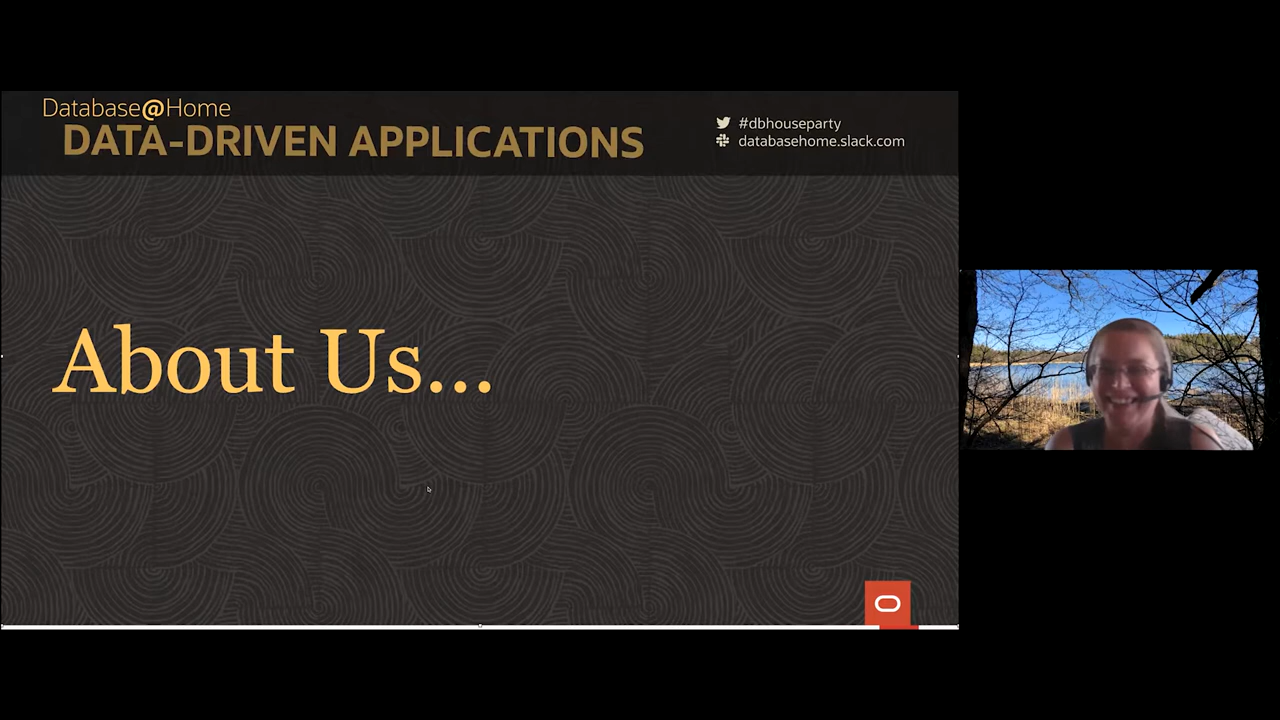 Database@Home
DATA-DRIVEN APPLICATIONS
#dbhouseparty
databasehome.slack.com
About Us...